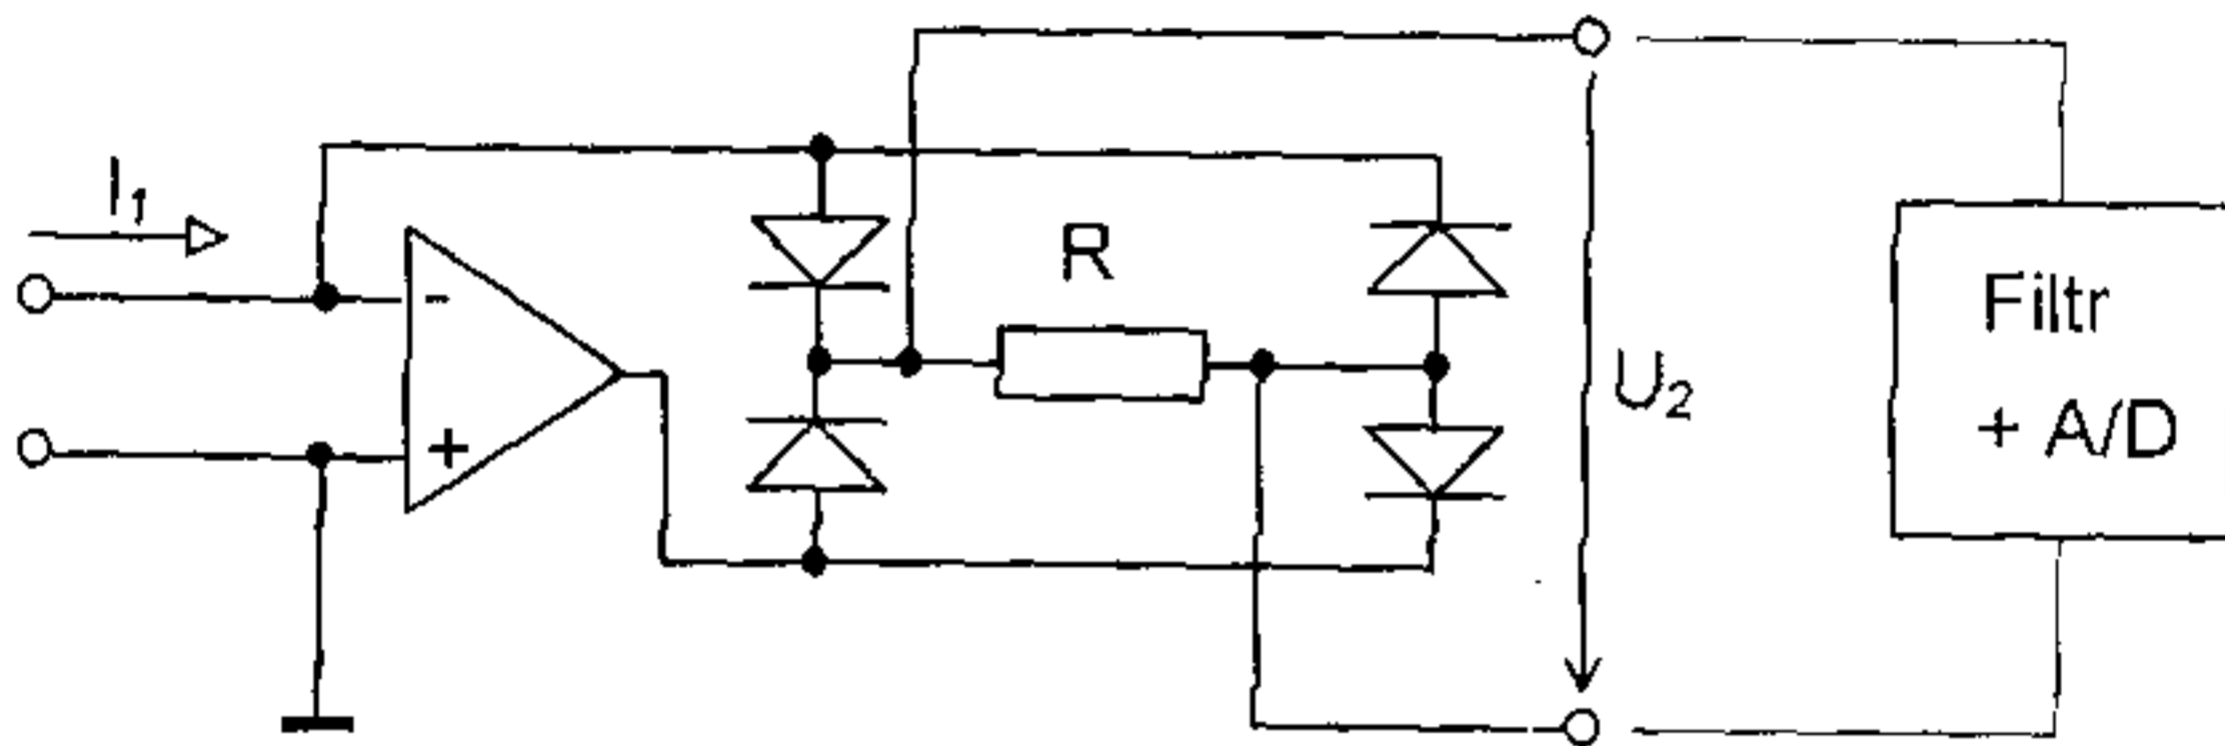 I₁
-
+
R
U₂
Filtr
+ A/D